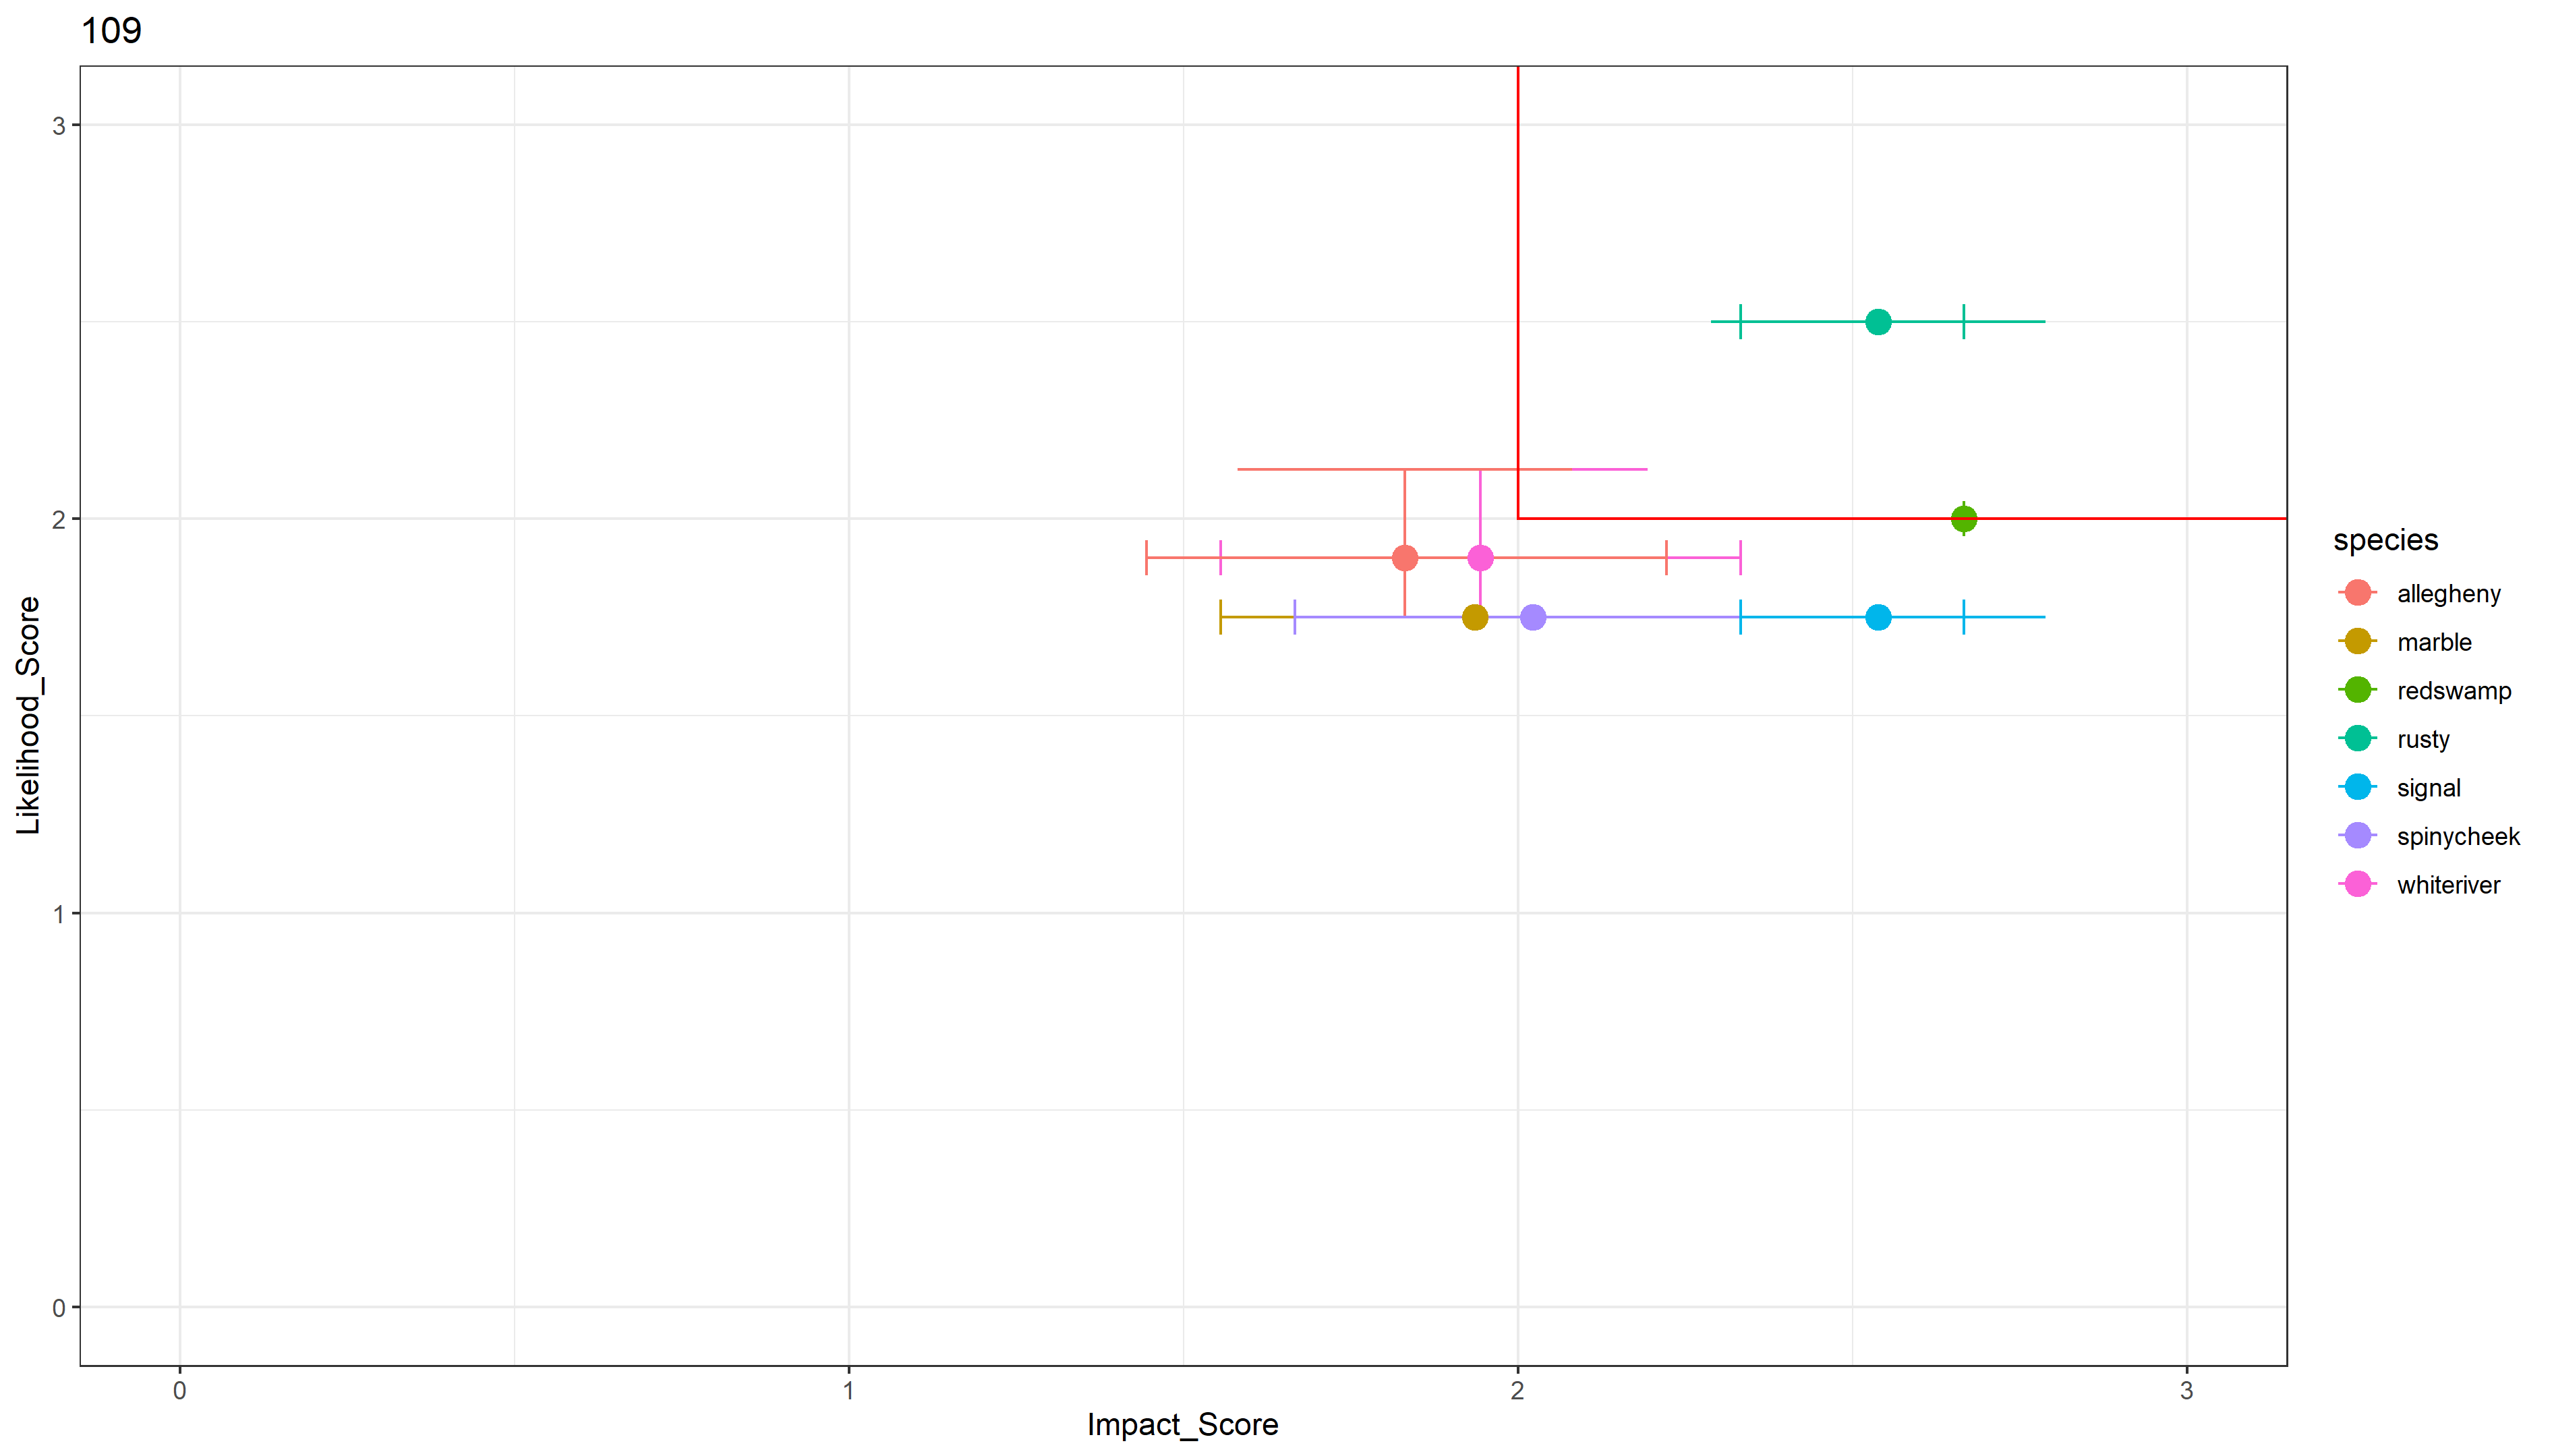 109
Likelihood_Score
3
2
1
0
0
1
2
3
Impact_Score
species
allegheny
marble
redswamp
rusty
signal
spinycheek
whiteriver